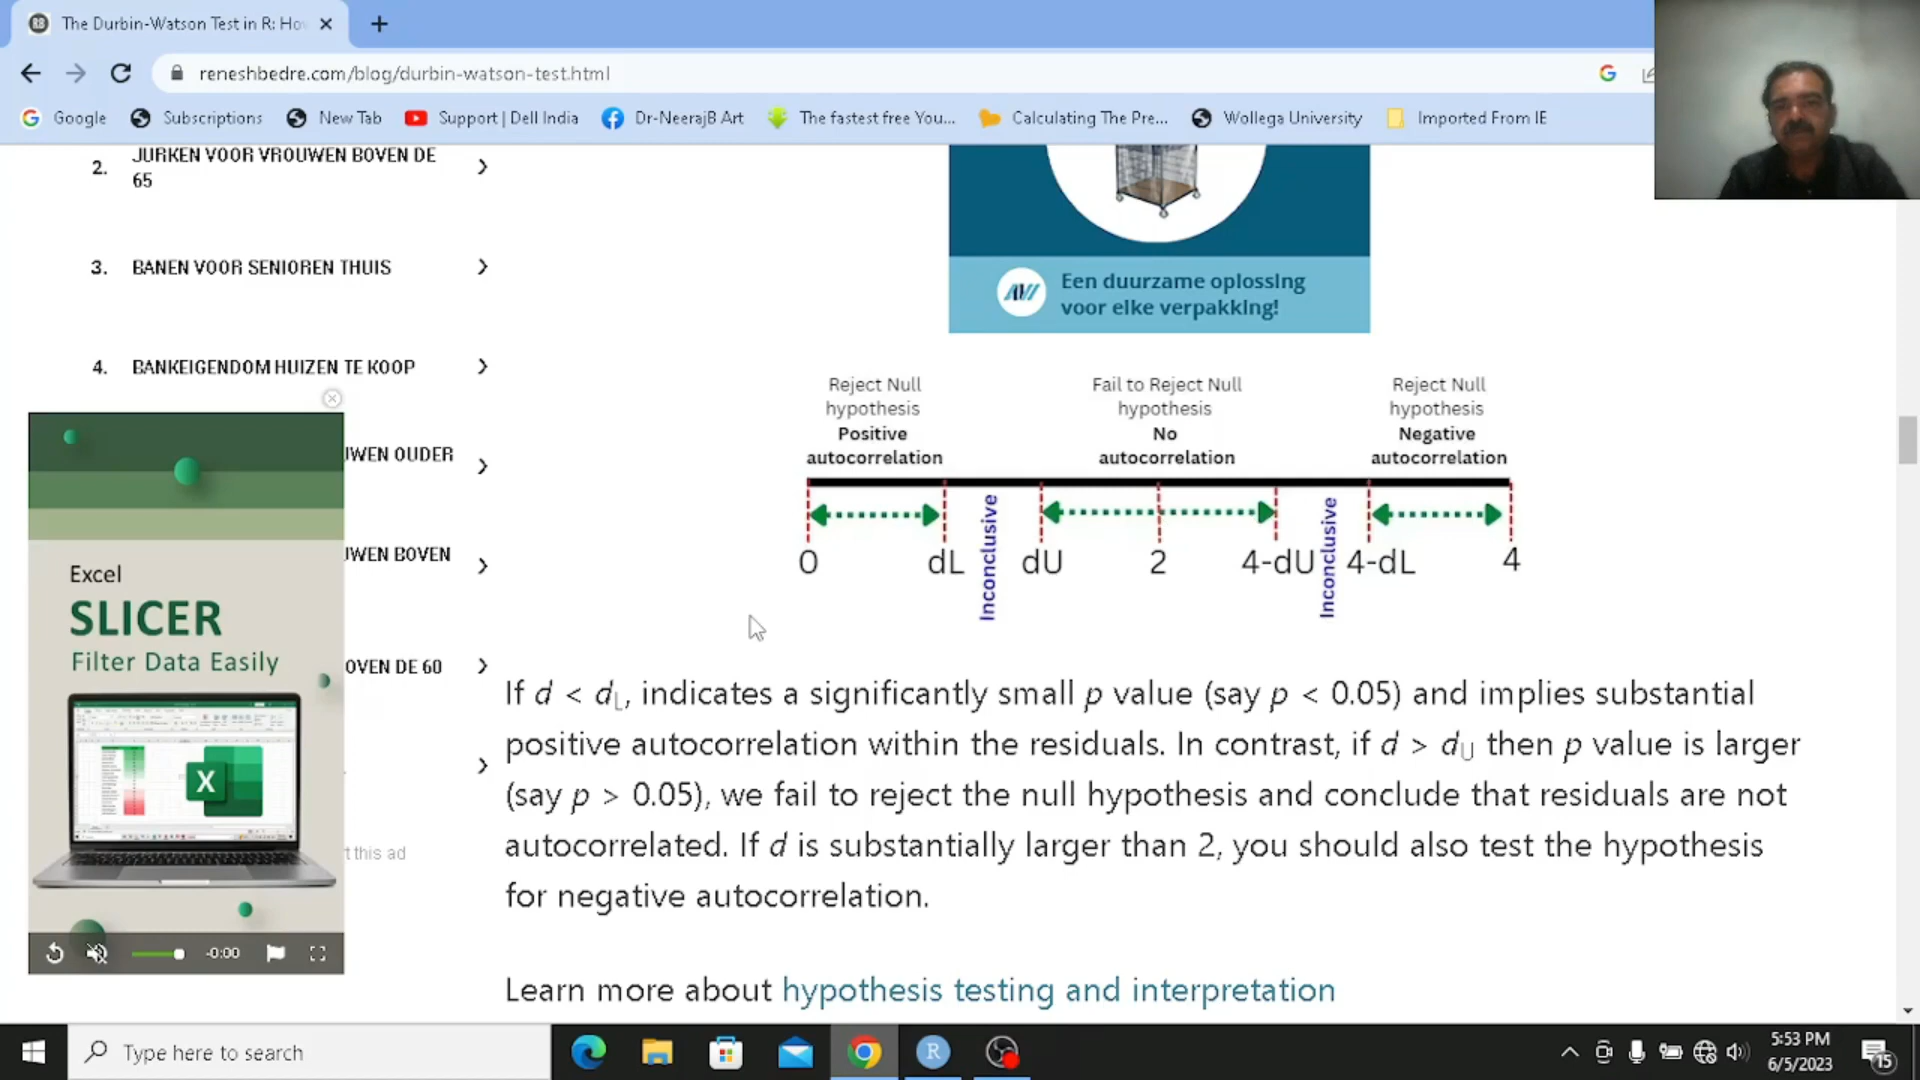 The Durbin-Watson Test in R: Ho
reneshbedre.com/blog/durbin-watson-test.html
Google
Subscriptions
New Tab
Support | Dell India
Dr-NeerajB Art
The fastest free You...
Calculating The Pre...
Wollega University
Imported From IE
2. JURKEN VOOR VROUWEN BOVEN DE
65
3. BANEN VOOR SENIOREN THUIS
4. BANKEIGENDOM HUIZEN TE KOOP
UWEN OUDER
UWEN BOVEN
OVEN DE 60
t this ad
Excel
SLICER
Filter Data Easily
X
-0:00
Een duurzame oplossing
voor elke verpakking!
Reject Null
hypothesis
Positive
autocorrelation
Fail to Reject Null
hypothesis
No
autocorrelation
Reject Null
hypothesis
Negative
autocorrelation
0 dL Inconclusive dU 2 4-dU Inconclusive 4-dL 4
If d < dL, indicates a significantly small p value (say p < 0.05) and implies substantial
positive autocorrelation within the residuals. In contrast, if d > dU then p value is larger
(say p > 0.05), we fail to reject the null hypothesis and conclude that residuals are not
autocorrelated. If d is substantially larger than 2, you should also test the hypothesis
for negative autocorrelation.
Learn more about hypothesis testing and interpretation
Type here to search
R
5:53 PM
6/5/2023
15